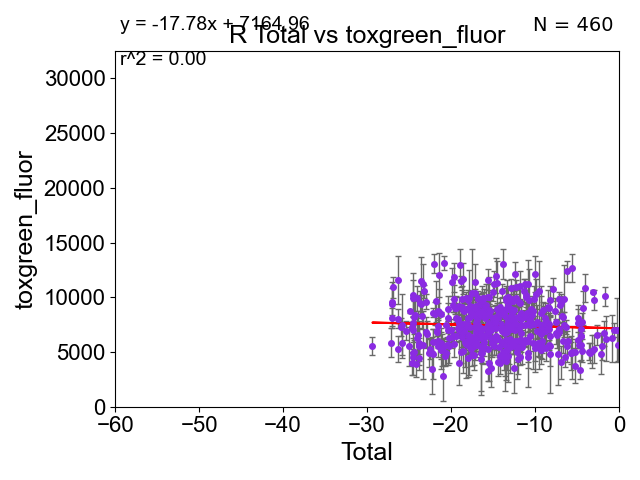 y = -17.78x + 7164.96
N = 460
R Total vs toxgreen_fluor
r^2 = 0.00
30000
25000
20000
15000
10000
5000
0
toxgreen_fluor
−60 −50 −40 −30 −20 −10 0
Total